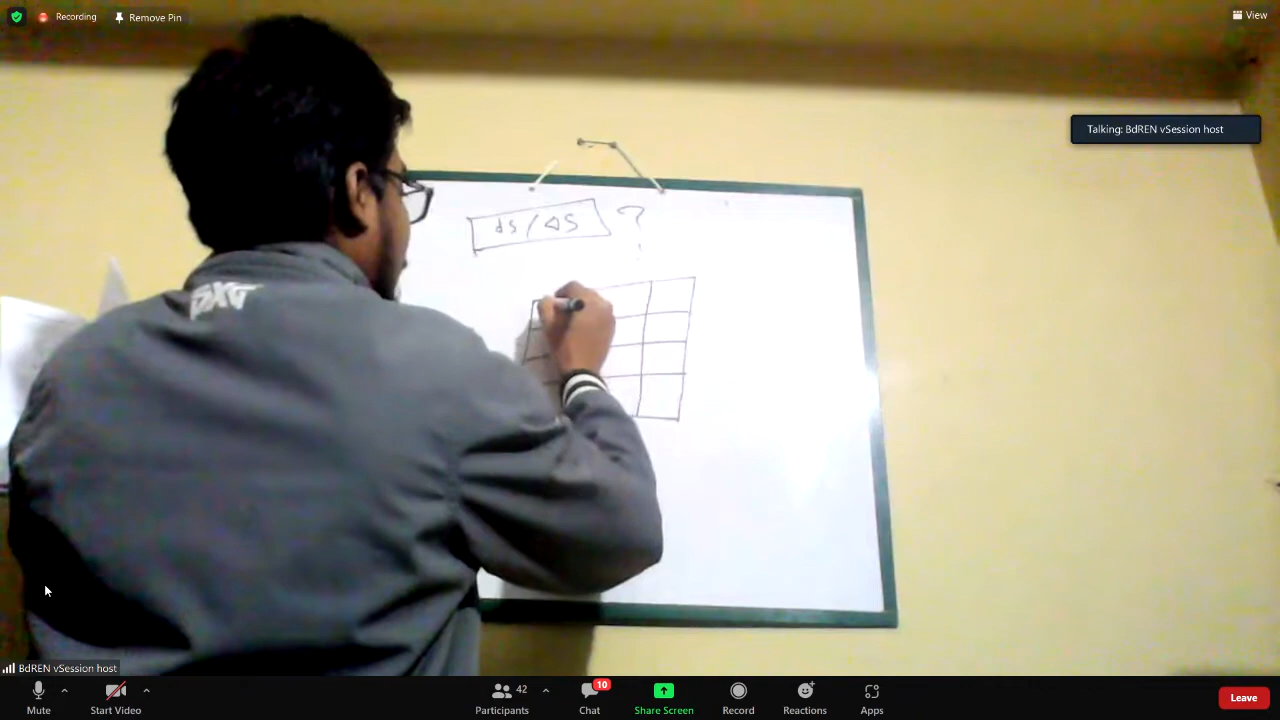 Recording
Remove Pin
View
Talking: BdREN vSession host
ds / ΔS ?
PXG
BdREN vSession host
Mute
Start Video
42
Participants
10
Chat
Share Screen
Record
Reactions
Apps
Leave